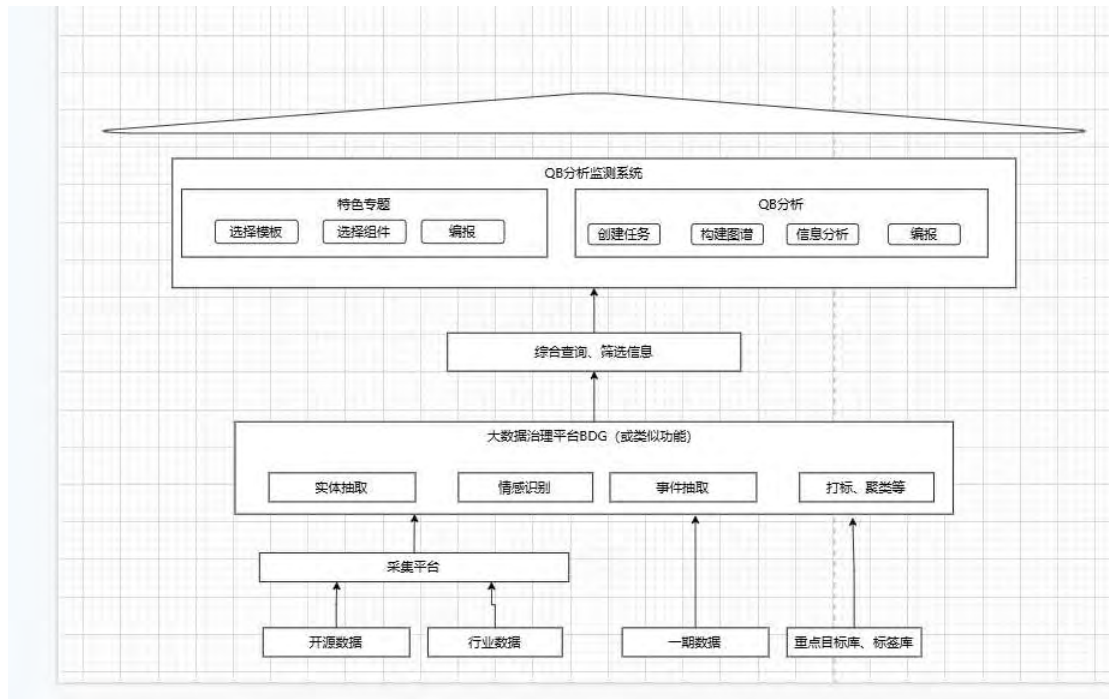 QB分析监测系统
特色专题
选择模板
选择组件
编报
QB分析
创建任务
构建图谱
信息分析
编报
综合查询、筛选信息
大数据治理平台BDG（或类似功能）
实体抽取
情感识别
事件抽取
打标、聚类等
采集平台
开源数据
行业数据
一期数据
重点目标库、标签库